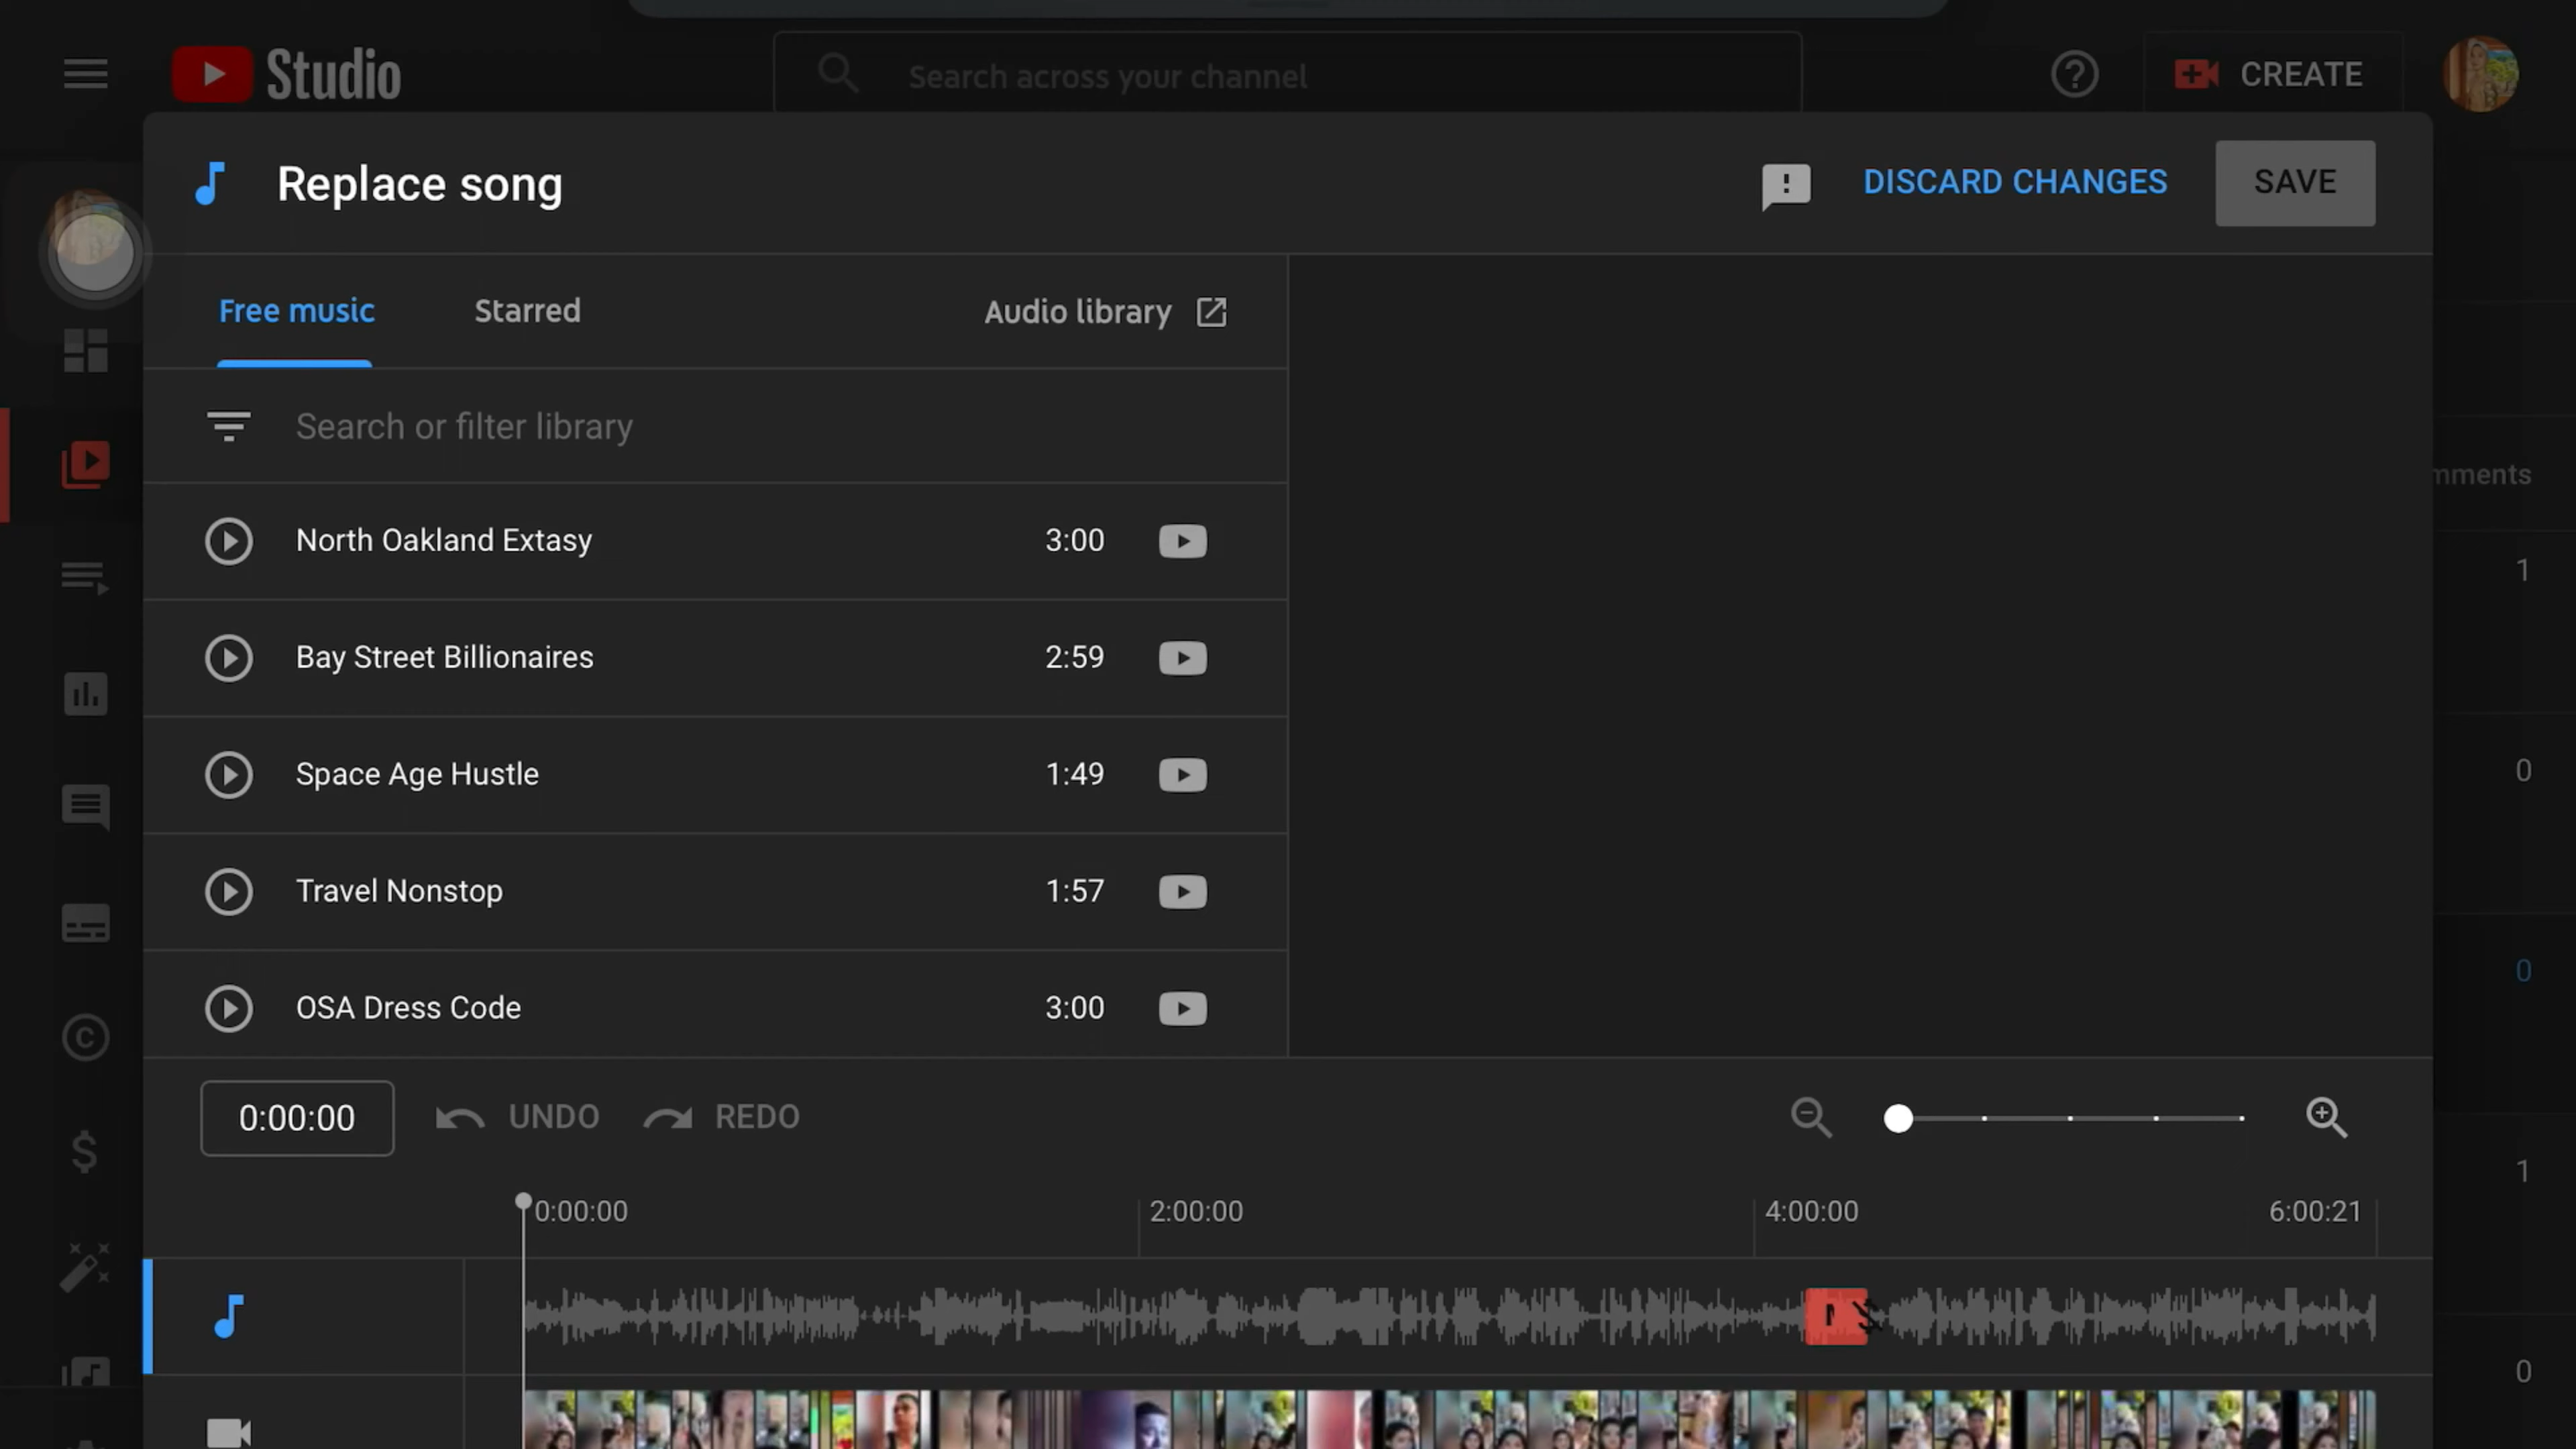 Studio
Search across your channel
CREATE
Replace song
DISCARD CHANGES
SAVE
Free music
Starred
Audio library
Search or filter library
North Oakland Extasy 3:00
Bay Street Billionaires 2:59
Space Age Hustle 1:49
Travel Nonstop 1:57
OSA Dress Code 3:00
mments
1
0
0
1
0
0:00:00
UNDO
REDO
0:00:00 2:00:00 4:00:00 6:00:21